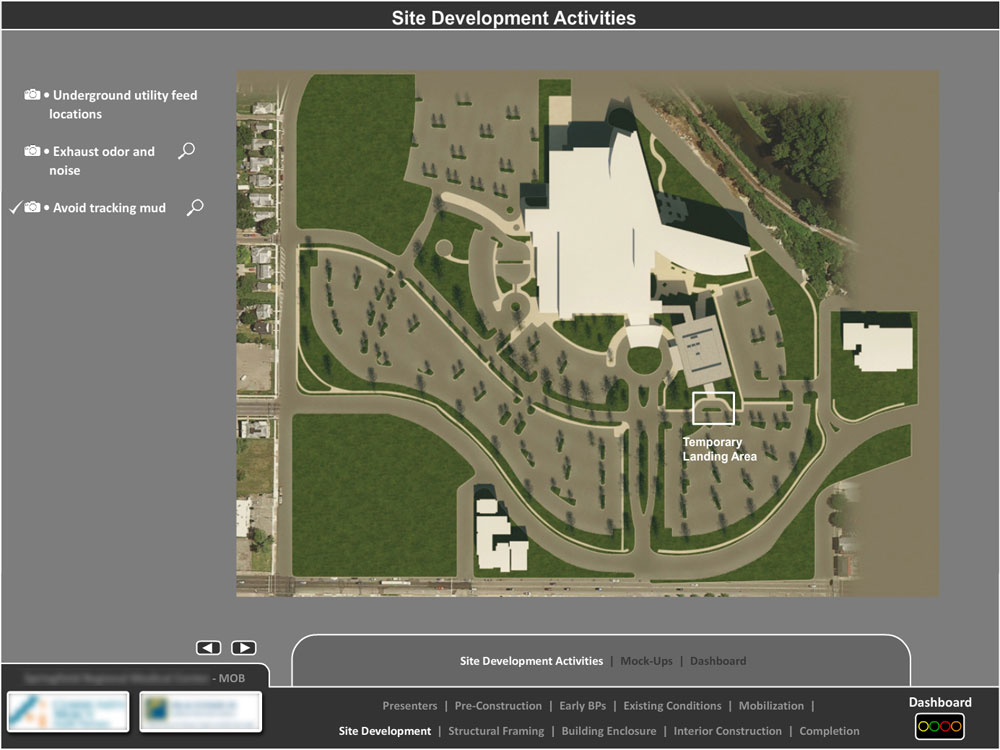 Site Development Activities
• Underground utility feed
locations
• Exhaust odor and
noise
• Avoid tracking mud
Temporary
Landing Area
Site Development Activities | Mock-Ups | Dashboard
- MOB
Presenters | Pre-Construction | Early BPs | Existing Conditions | Mobilization |
Site Development | Structural Framing | Building Enclosure | Interior Construction | Completion
Dashboard